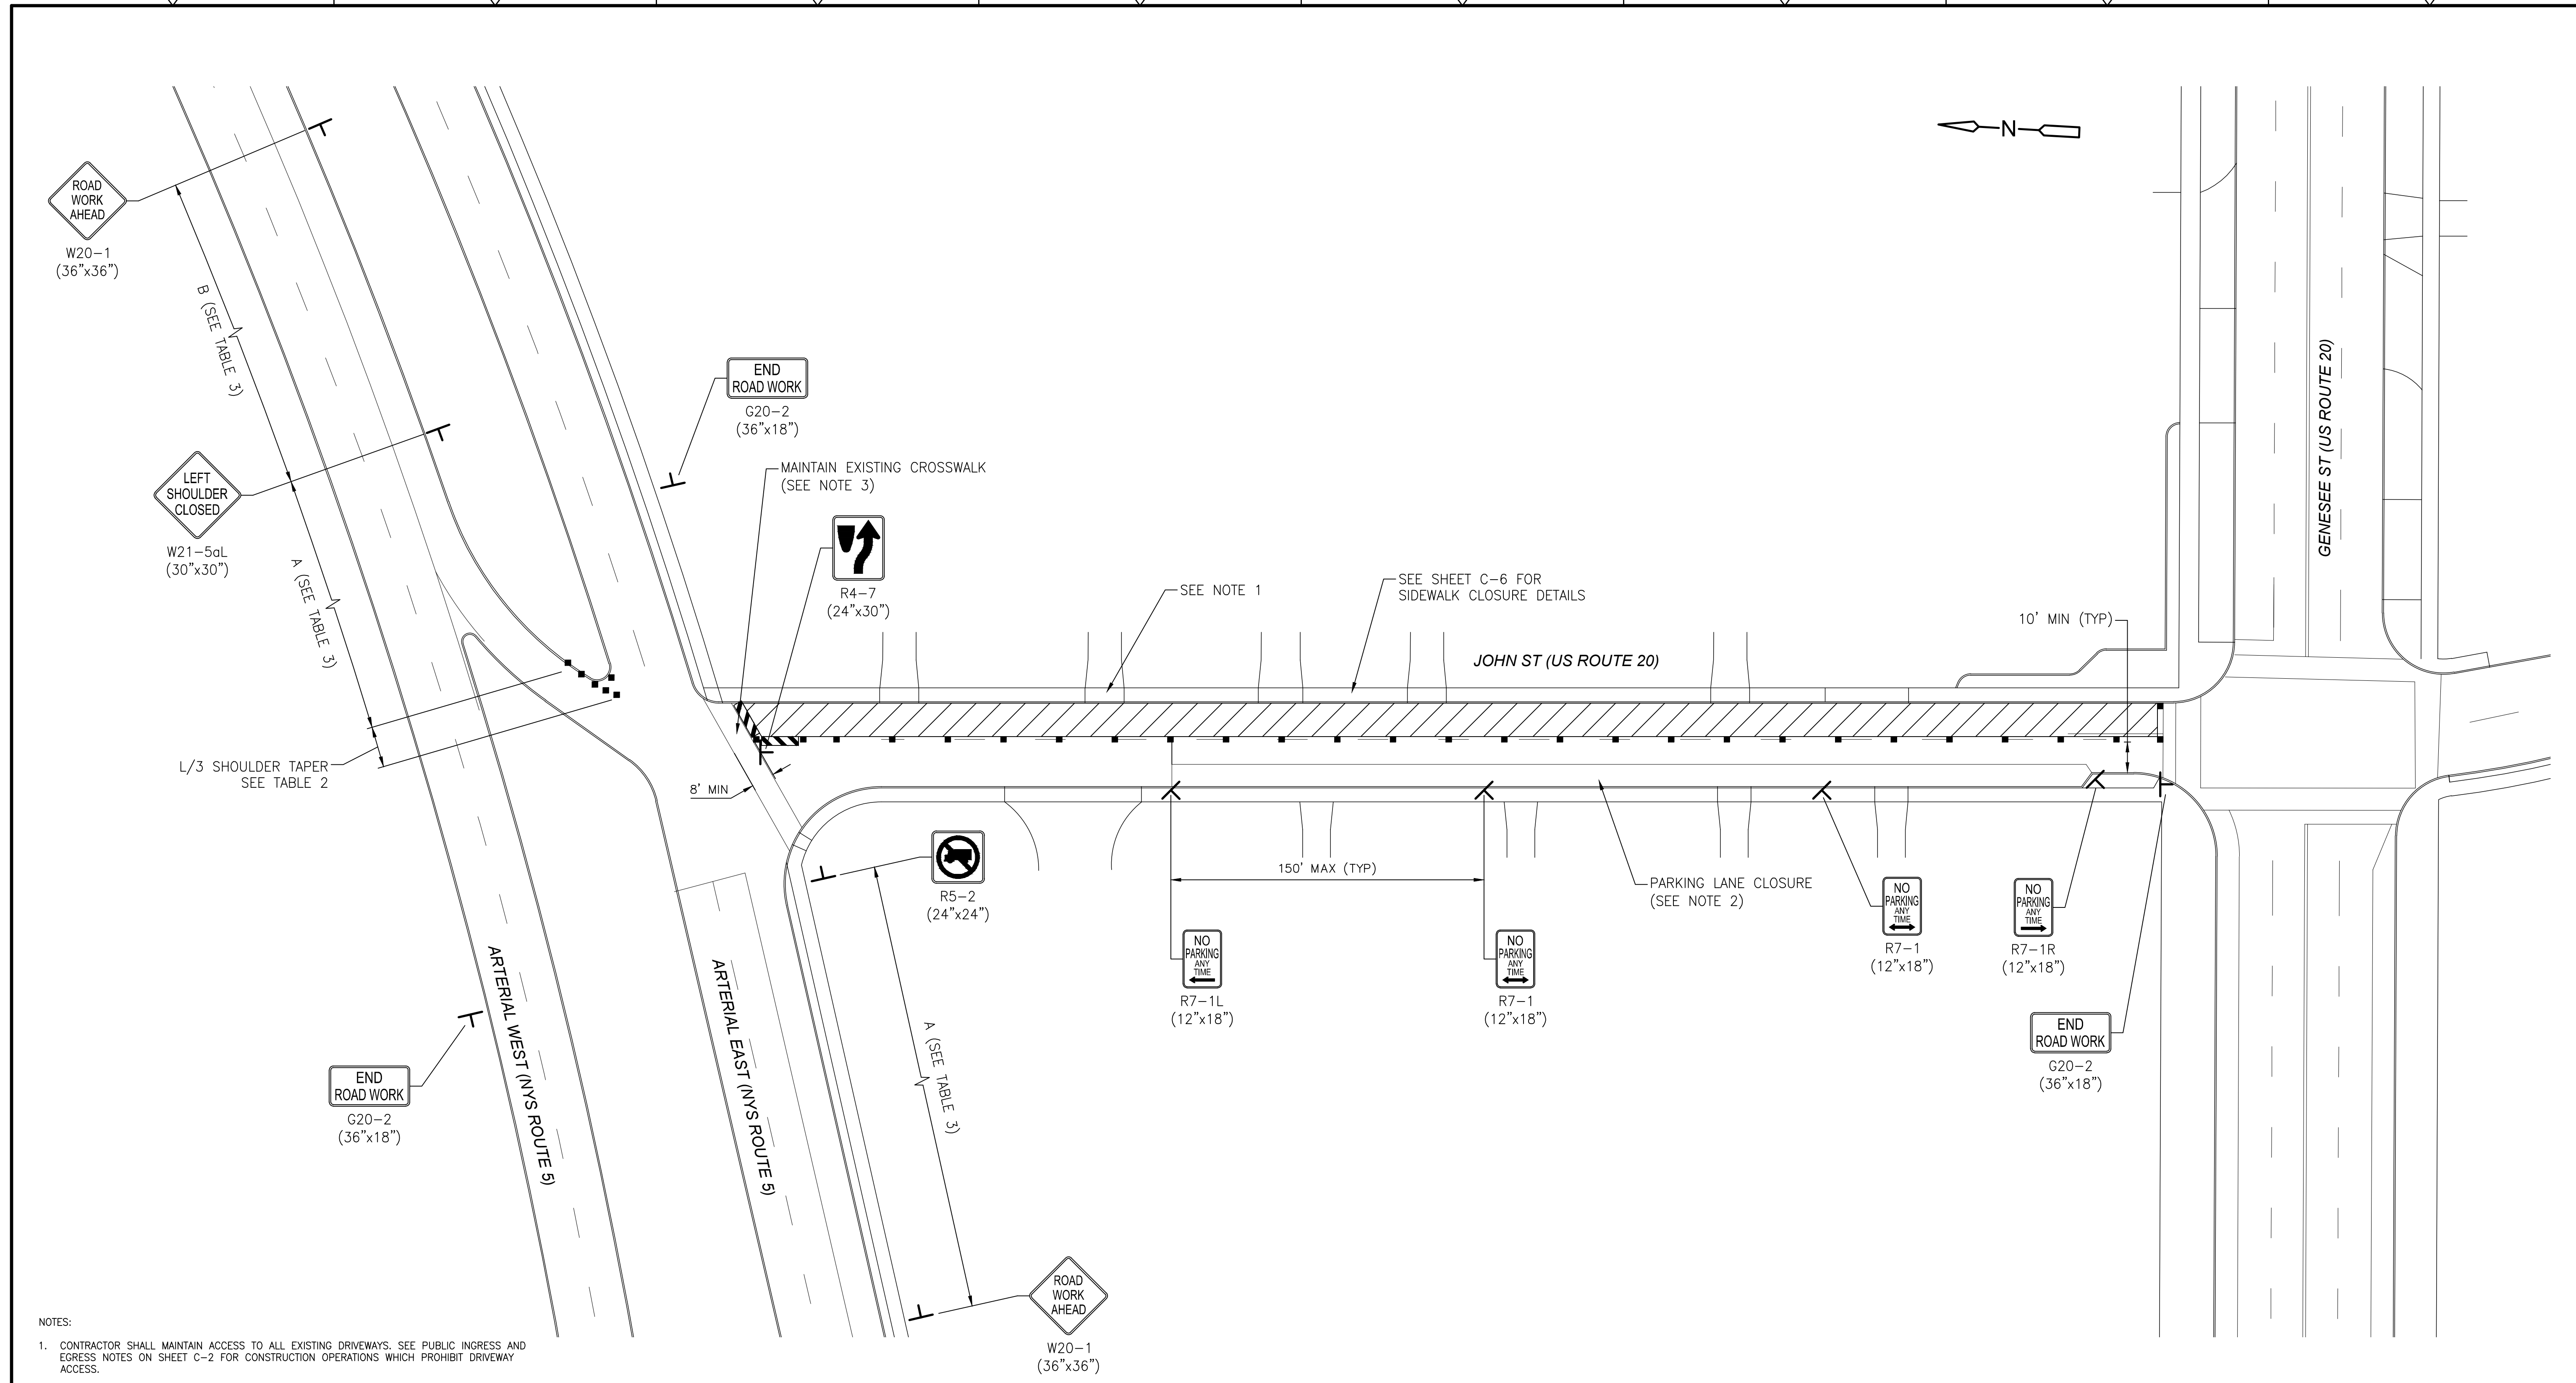 ROAD
WORK
AHEAD
W20-1
(36"x36")
B (SEE TABLE 3)
LEFT
SHOULDER
CLOSED
W21-5aL
(30"x30")
A (SEE TABLE 3)
L/3 SHOULDER TAPER
SEE TABLE 2
END
ROAD WORK
G20-2
(36"x18")
MAINTAIN EXISTING CROSSWALK
(SEE NOTE 3)
R4-7
(24"x30")
8' MIN
N
SEE NOTE 1
SEE SHEET C-6 FOR
SIDEWALK CLOSURE DETAILS
JOHN ST (US ROUTE 20)
10' MIN (TYP)
GENESEE ST (US ROUTE 20)
R5-2
(24"x24")
150' MAX (TYP)
PARKING LANE CLOSURE
(SEE NOTE 2)
NO
PARKING
ANY
TIME
R7-1L
(12"x18")
NO
PARKING
ANY
TIME
R7-1
(12"x18")
NO
PARKING
ANY
TIME
R7-1
(12"x18")
NO
PARKING
ANY
TIME
R7-1R
(12"x18")
END
ROAD WORK
G20-2
(36"x18")
ARTERIAL WEST (NYS ROUTE 5)
ARTERIAL EAST (NYS ROUTE 5)
A (SEE TABLE 3)
END
ROAD WORK
G20-2
(36"x18")
ROAD
WORK
AHEAD
W20-1
(36"x36")
NOTES:
1. CONTRACTOR SHALL MAINTAIN ACCESS TO ALL EXISTING DRIVEWAYS. SEE PUBLIC INGRESS AND
EGRESS NOTES ON SHEET C-2 FOR CONSTRUCTION OPERATIONS WHICH PROHIBIT DRIVEWAY
ACCESS.